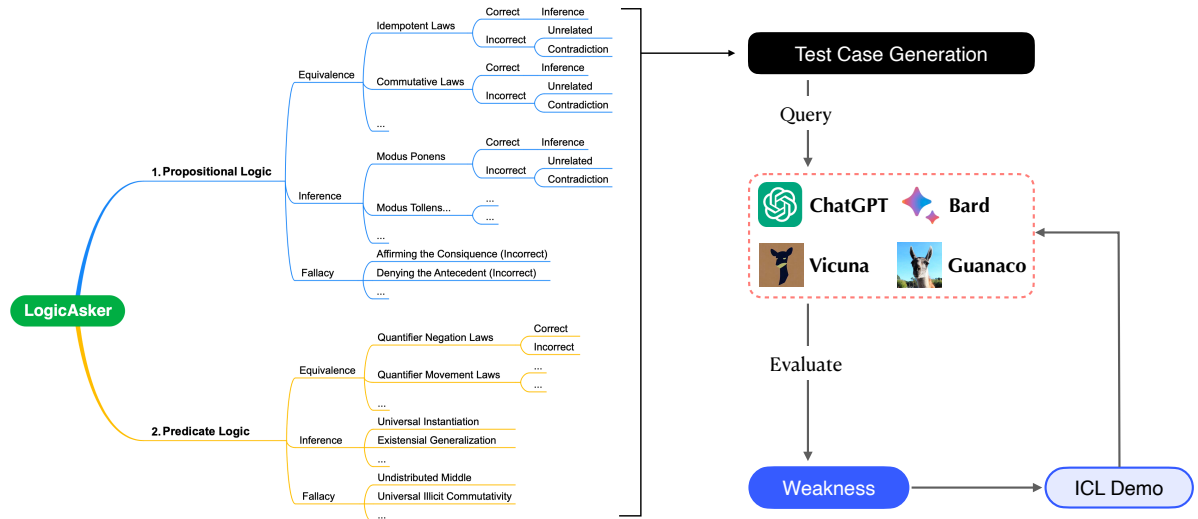 LogicAsker
1. Propositional Logic
Equivalence
Idempotent Laws
Correct
Inference
Incorrect
Unrelated
Contradiction
Commutative Laws
Correct
Inference
Incorrect
Unrelated
Contradiction
...
Inference
Modus Ponens
Correct
Inference
Incorrect
Unrelated
Contradiction
Modus Tollens...
...
...
...
Fallacy
Affirming the Consiquence (Incorrect)
Denying the Antecedent (Incorrect)
...
2. Predicate Logic
Equivalence
Quantifier Negation Laws
Correct
Incorrect
Quantifier Movement Laws
...
...
...
Inference
Universal Instantiation
Existensial Generalization
...
Fallacy
Undistributed Middle
Universal Illicit Commutativity
...
Test Case Generation
Query
ChatGPT
Bard
Vicuna
Guanaco
Evaluate
Weakness
ICL Demo